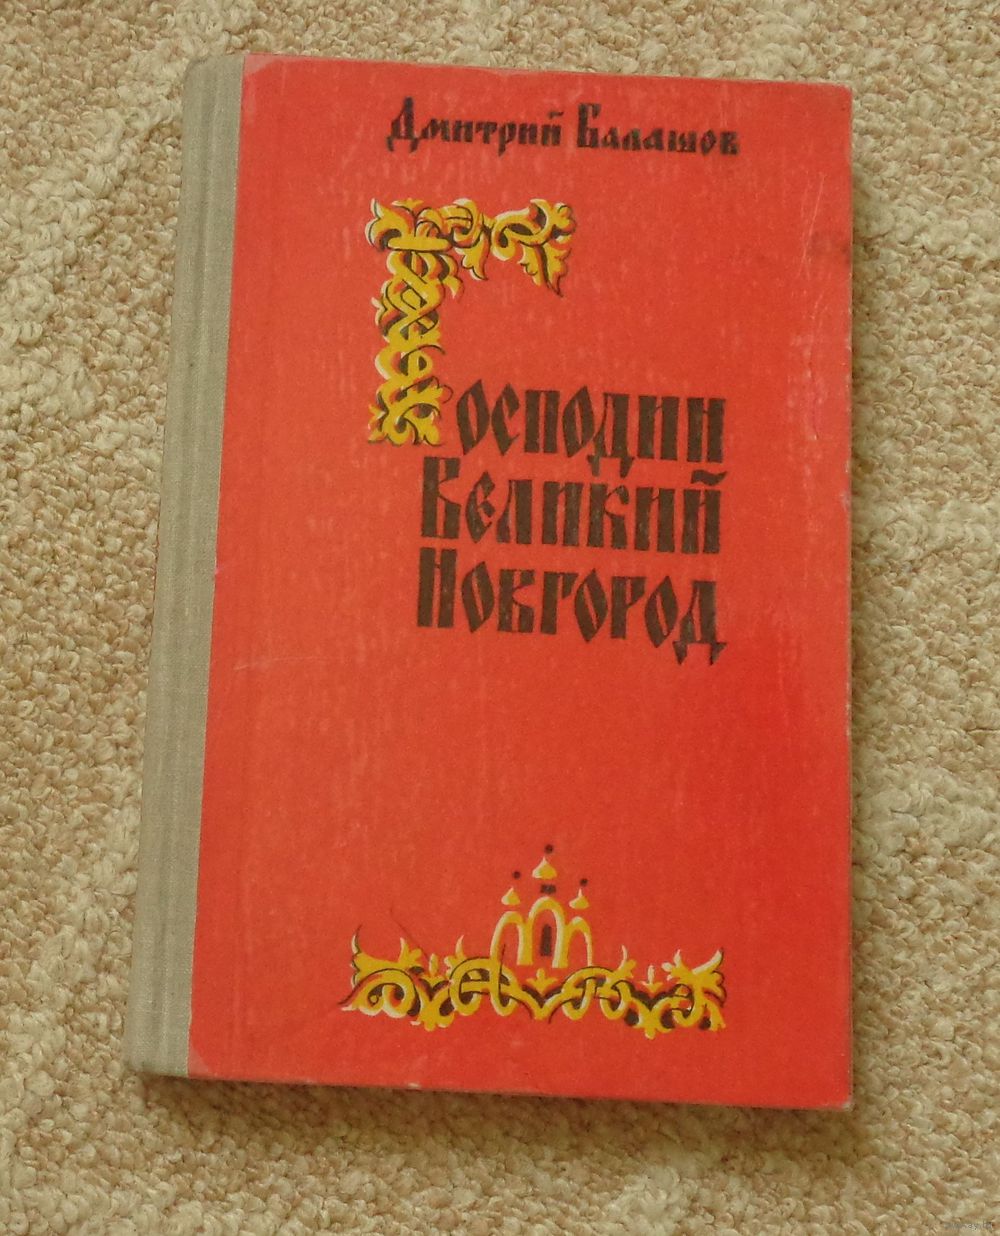 Дмитрий Балашов
Господин
Великий
Новгород